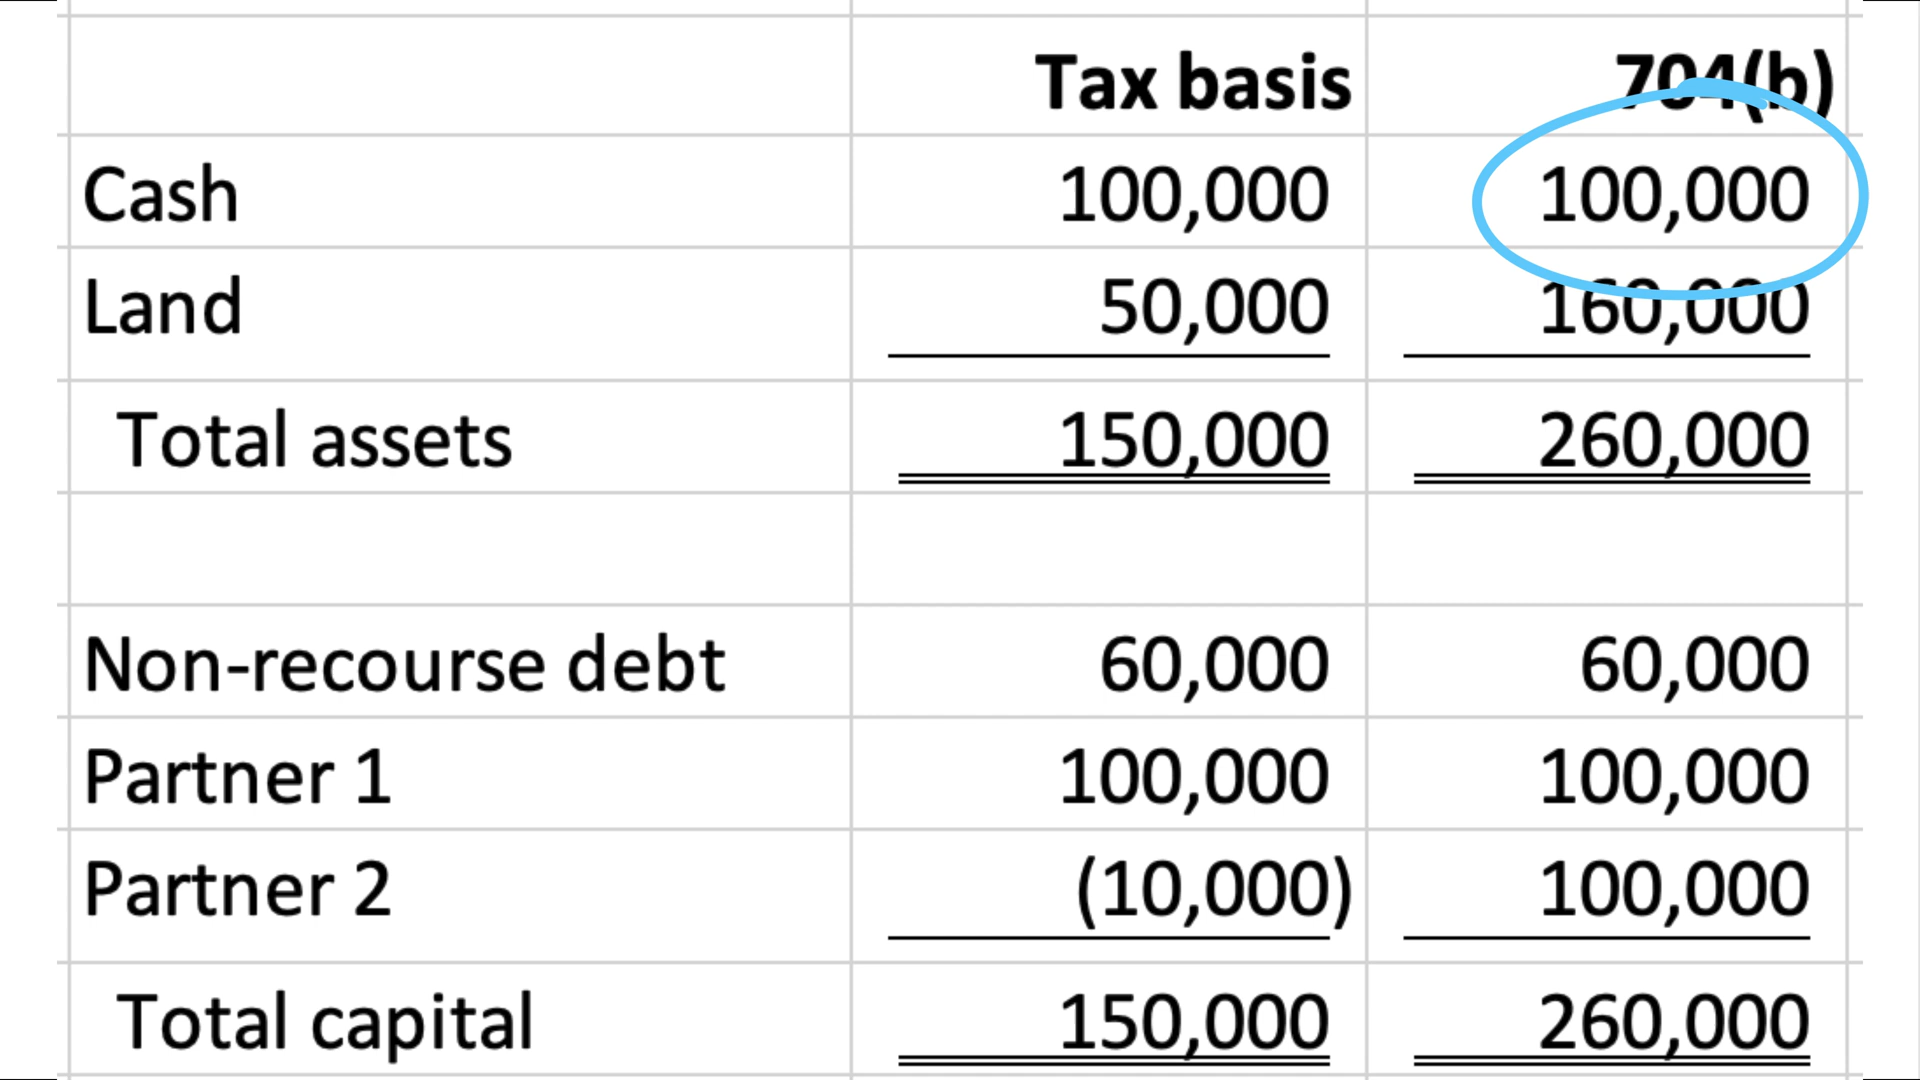 Tax basis 704(b)
Cash 100,000 100,000
Land 50,000 160,000
Total assets 150,000 260,000
Non-recourse debt 60,000 60,000
Partner 1 100,000 100,000
Partner 2 (10,000) 100,000
Total capital 150,000 260,000